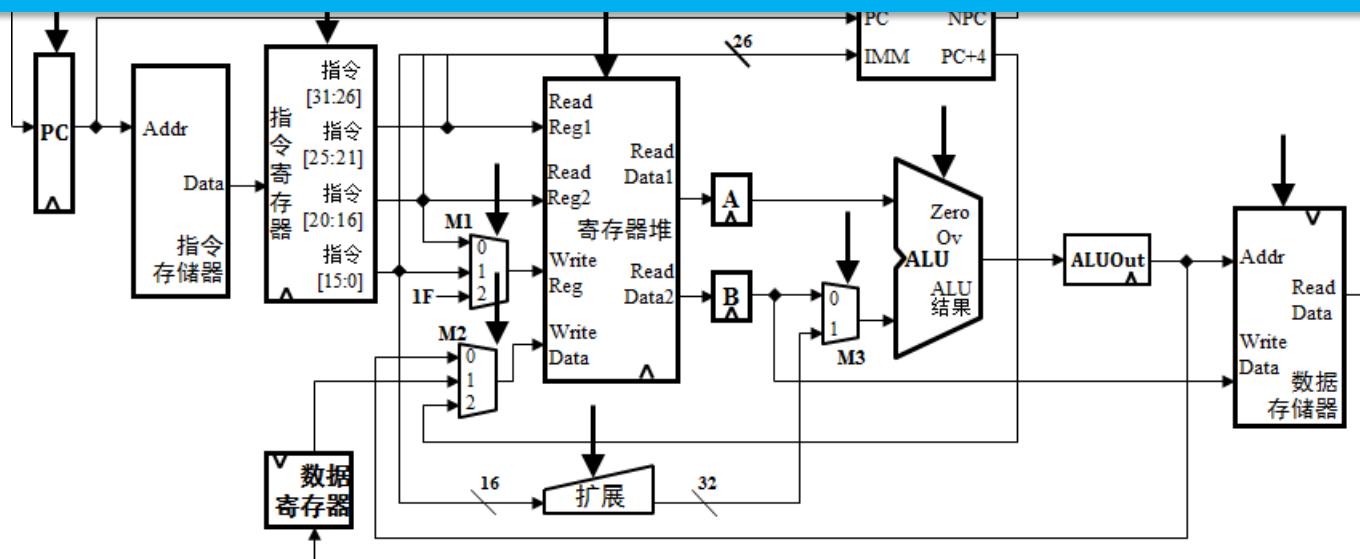 PC
NPC
26
IMM
PC+4
PC
Addr
Data
指令
存储器
指令寄存器
指令
[31:26]
指令
[25:21]
指令
[20:16]
指令
[15:0]
M1
0
1
2
1F
M2
0
1
2
Read
Reg1
Read
Reg2
Write
Reg
Write
Data
Read
Data1
寄存器堆
Read
Data2
A
B
0
1
M3
Zero
Ov
ALU
ALU
结果
ALUOut
Addr
Read
Data
Write
Data
数据
存储器
数据
寄存器
16
扩展
32